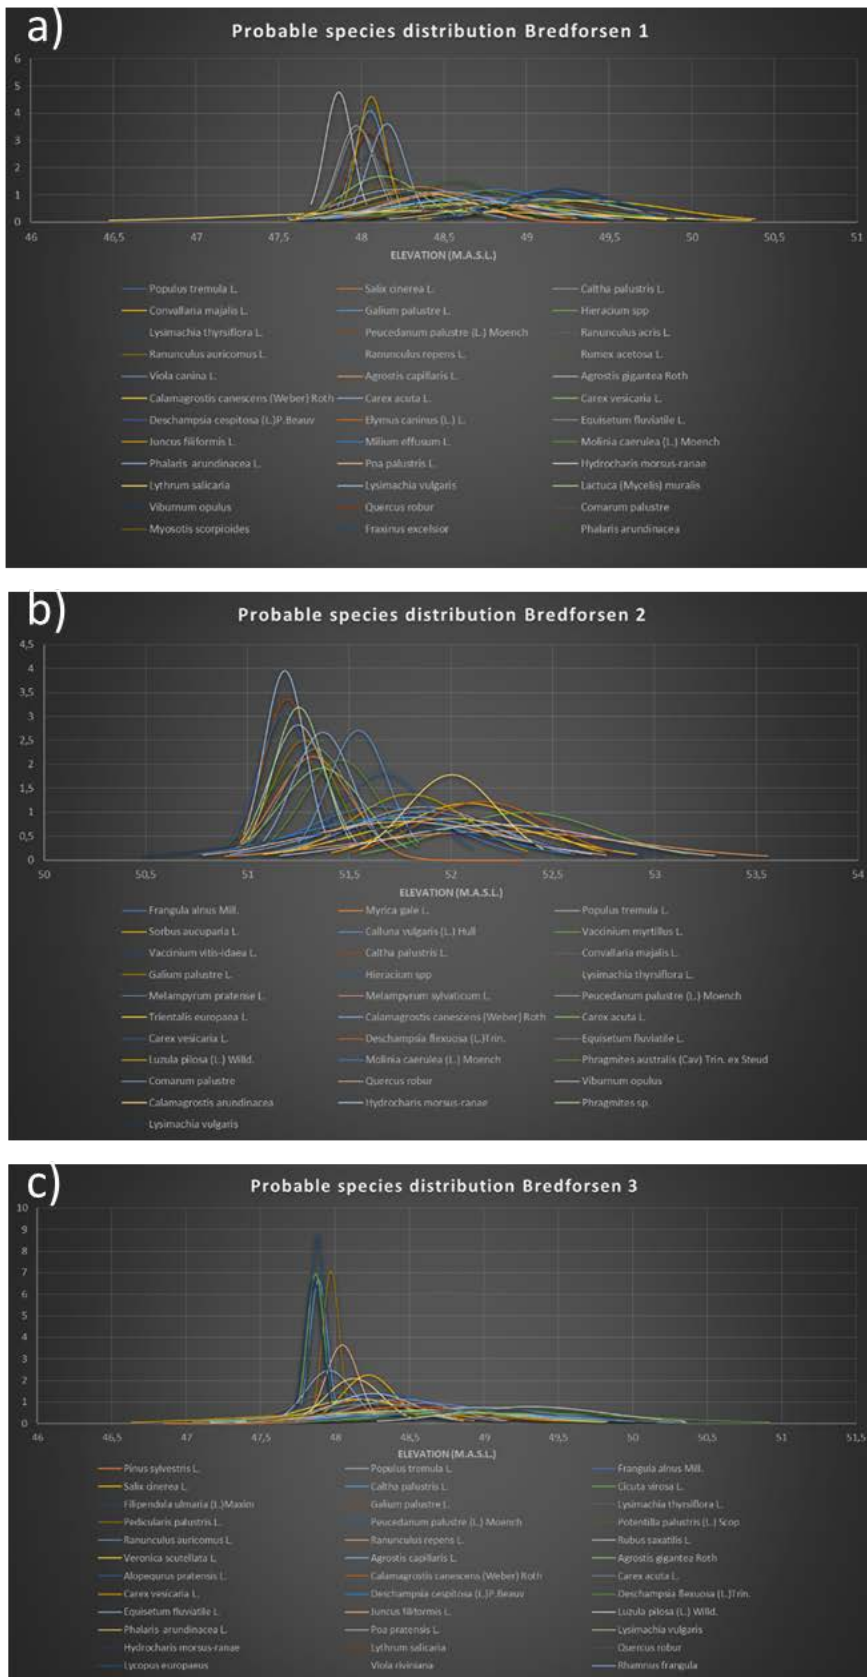 a)
Probable species distribution Bredforsen 1
6
5
4
3
2
1
0
46 46,5 47 47,5 48 48,5 49 49,5 50 50,5 51
ELEVATION (M.A.S.L.)
Populus tremula L. Salix cinerea L. Caltha palustris L.
Convallaria majalis L. Galium palustre L. Hieracium spp
Lysimachia thyrsiflora L. Peucedanum palustre (L.) Moench Ranunculus acris L.
Ranunculus auricomus L. Ranunculus repens L. Rumex acetosa L.
Viola canina L. Agrostis capillaris L. Agrostis gigantea Roth
Calamagrostis canescens (Weber) Roth Carex acuta L. Carex vesicaria L.
Deschampsia cespitosa (L.)P.Beauv Elymus caninus (L.) L. Equisetum fluviatile L.
Juncus filiformis L. Milium effusum L. Molinia caerulea (L.) Moench
Phalaris arundinacea L. Poa palustris L. Hydrocharis morsus-ranae
Lythrum salicaria Lysimachia vulgaris Lactuca (Mycelis) muralis
Viburnum opulus Quercus robur Comarum palustre
Myosotis scorpioides Fraxinus excelsior Phalaris arundinacea
b)
Probable species distribution Bredforsen 2
4,5
4
3,5
3
2,5
2
1,5
1
0,5
0
50 50,5 51 51,5 52 52,5 53 53,5 54
ELEVATION (M.A.S.L.)
Frangula alnus Mill. Myrica gale L. Populus tremula L.
Sorbus aucuparia L. Calluna vulgaris (L.) Hull Vaccinium myrtillus L.
Vaccinium vitis-idaea L. Caltha palustris L. Convallaria majalis L.
Galium palustre L. Hieracium spp Lysimachia thyrsiflora L.
Melampyrum pratense L. Melampyrum sylvaticum L. Peucedanum palustre (L.) Moench
Trientalis europaea L. Calamagrostis canescens (Weber) Roth Carex acuta L.
Carex vesicaria L. Deschampsia flexuosa (L.)Trin. Equisetum fluviatile L.
Luzula pilosa (L.) Willd. Molinia caerulea (L.) Moench Phragmites australis (Cav) Trin. ex Steud
Comarum palustre Quercus robur Viburnum opulus
Calamagrostis arundinacea Hydrocharis morsus-ranae Phragmites sp.
Lysimachia vulgaris
c)
Probable species distribution Bredforsen 3
10
9
8
7
6
5
4
3
2
1
0
46 46,5 47 47,5 48 48,5 49 49,5 50 50,5 51 51,5
ELEVATION (M.A.S.L.)
Pinus sylvestris L. Populus tremula L. Frangula alnus Mill.
Salix cinerea L. Caltha palustris L. Cicuta virosa L.
Filipendula ulmaria (L.)Maxim Galium palustre L. Lysimachia thyrsiflora L.
Pedicularis palustris L. Peucedanum palustre (L.) Moench Potentilla palustris (L.) Scop
Ranunculus auricomus L. Ranunculus repens L. Rubus saxatilis L.
Veronica scutellata L. Agrostis capillaris L. Agrostis gigantea Roth
Alopequrus pratensis L. Calamagrostis canescens (Weber) Roth Carex acuta L.
Carex vesicaria L. Deschampsia cespitosa (L.)P.Beauv Deschampsia flexuosa (L.)Trin.
Equisetum fluviatile L. Juncus filiformis L. Luzula pilosa (L.) Willd.
Phalaris arundinacea L. Poa pratensis L. Lysimachia vulgaris
Hydrocharis morsus-ranae Lythrum salicaria Quercus robur
Lycopus europaeus Viola riviniana Rhamnus frangula